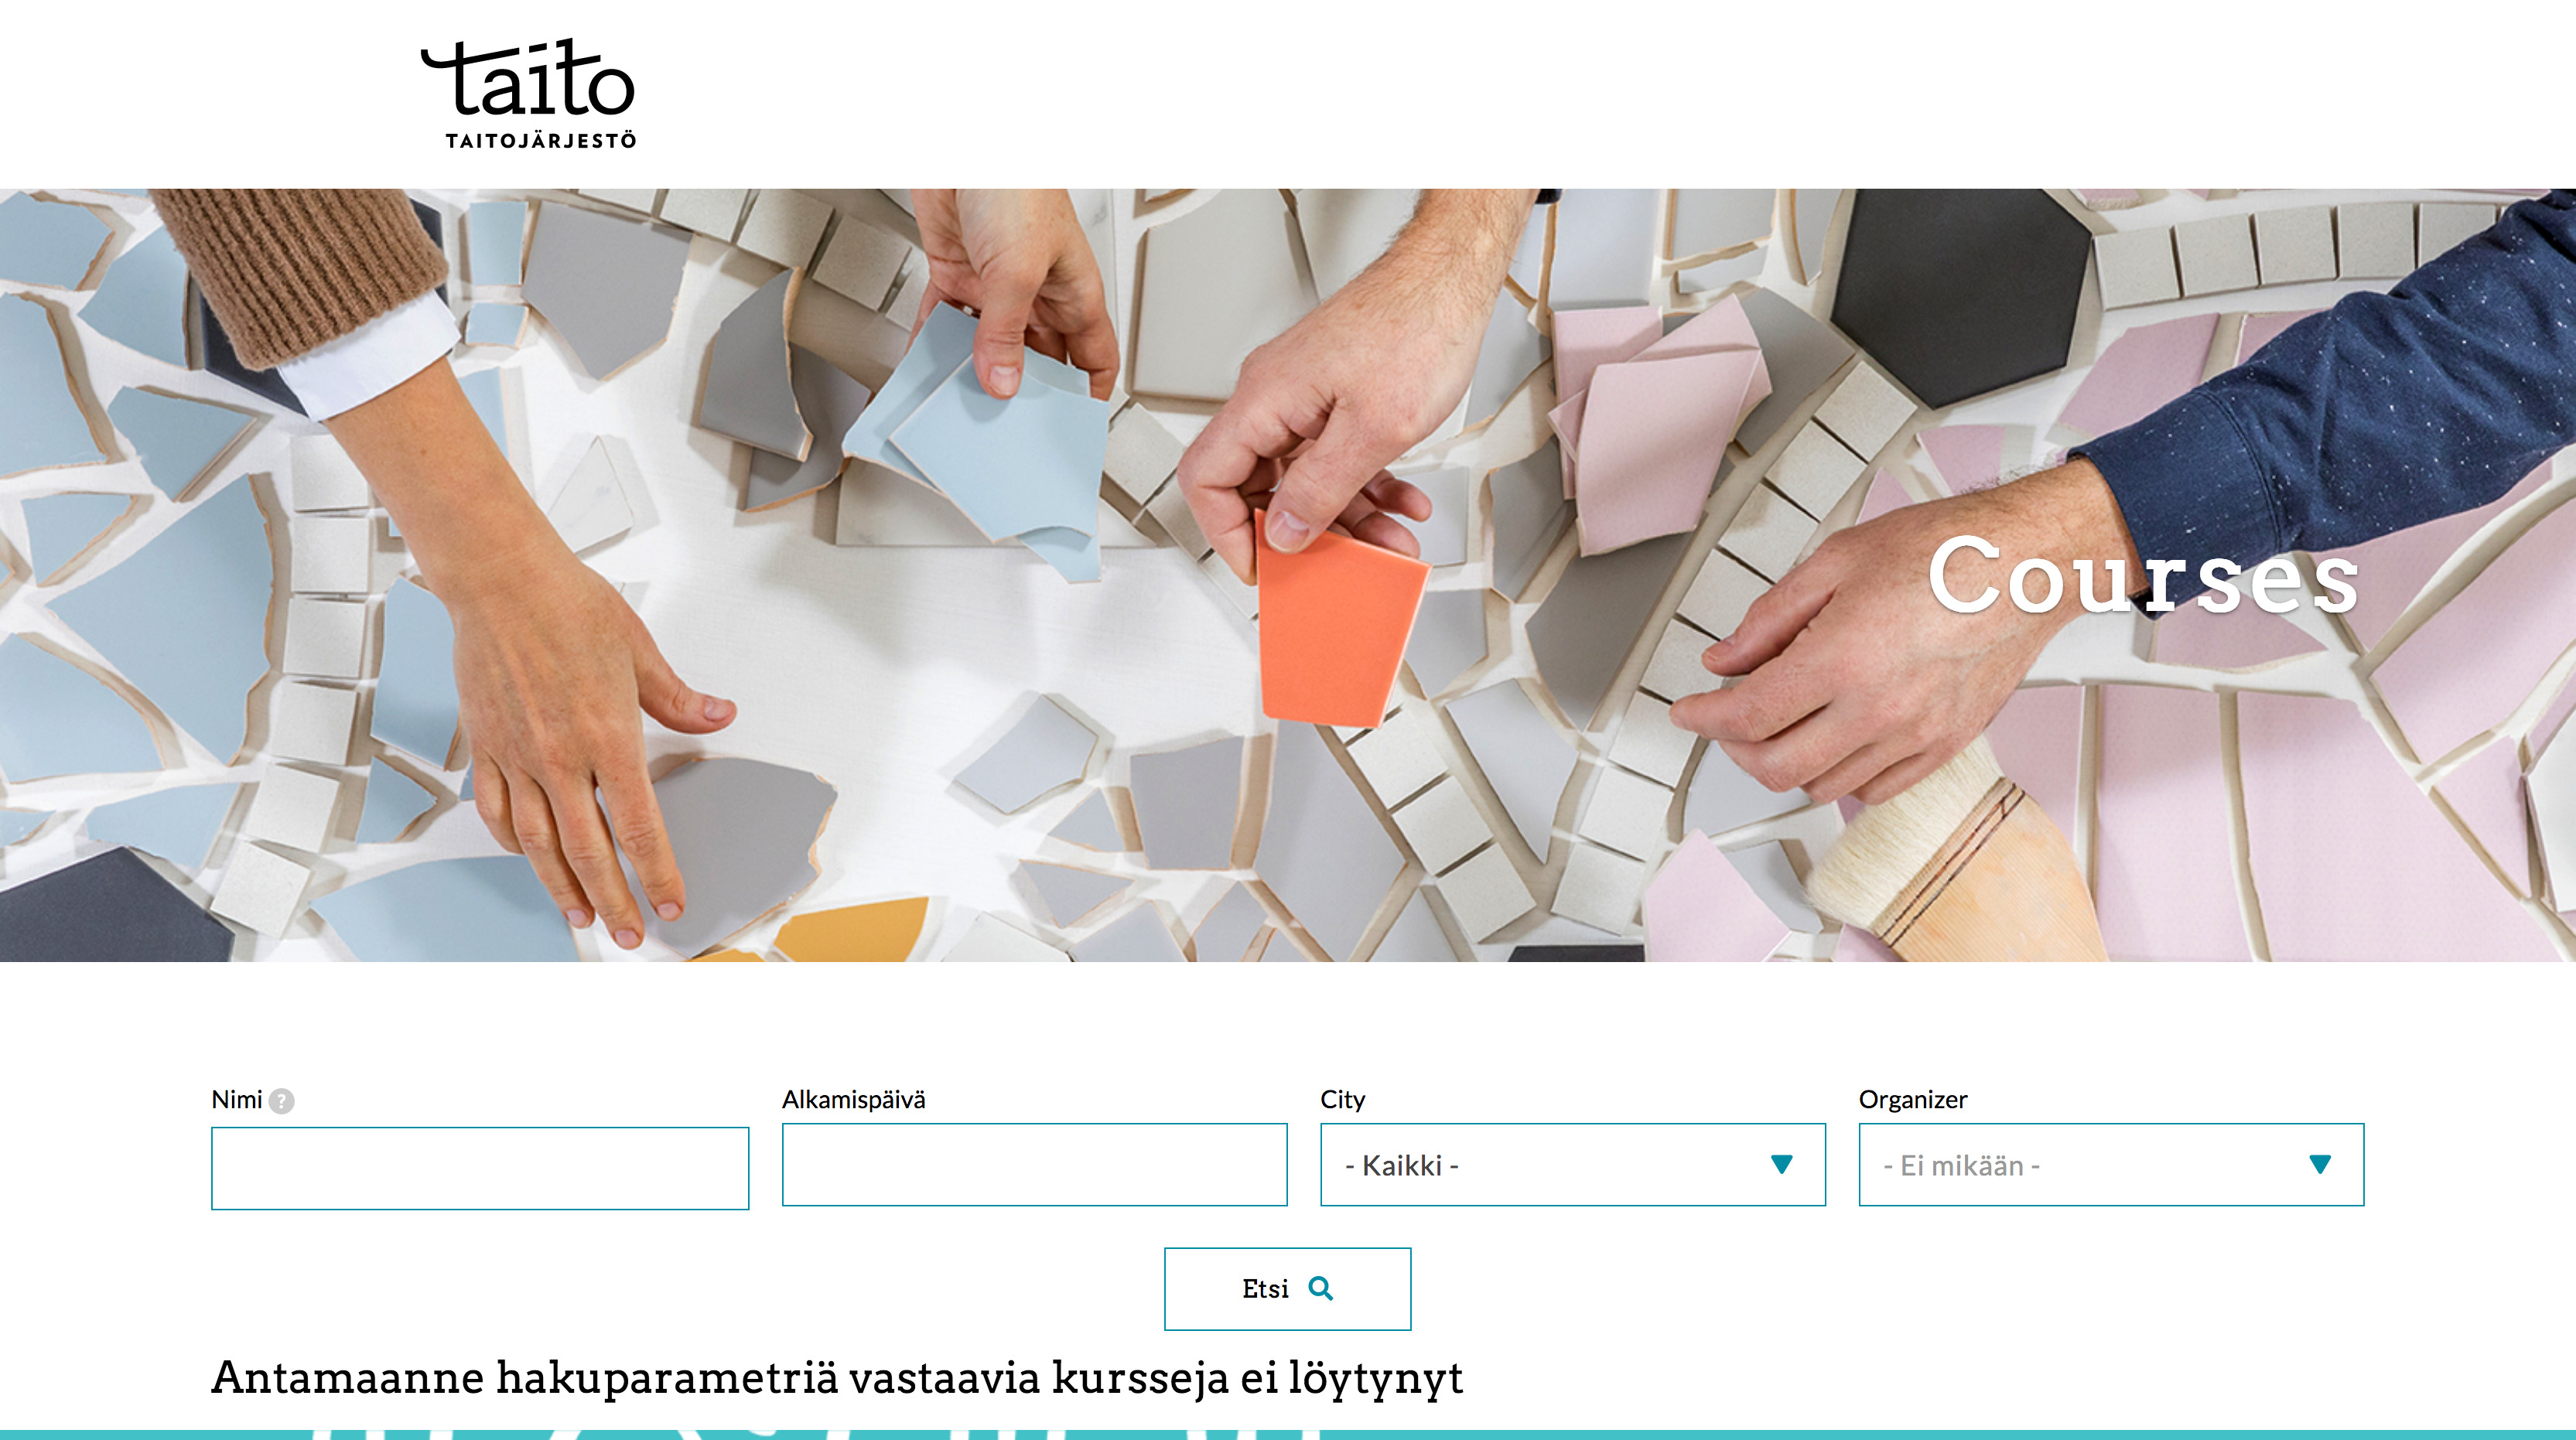 taito
TAITOJÄRJESTÖ
Courses
Nimi ?
Alkamispäivä
City
Organizer
- Kaikki -
- Ei mikään -
Etsi
Antamaanne hakuparametriä vastaavia kursseja ei löytynyt